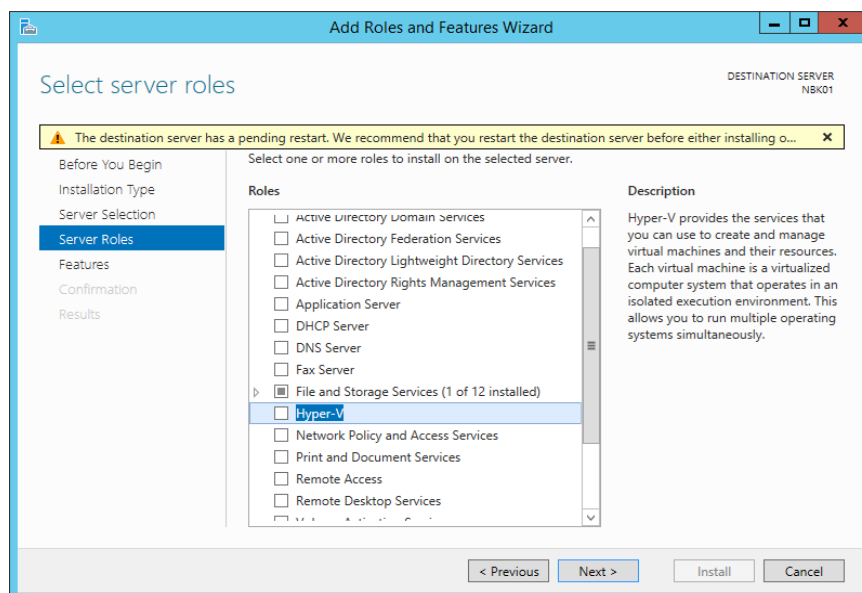 Add Roles and Features Wizard
Select server roles
DESTINATION SERVER
NBK01
The destination server has a pending restart. We recommend that you restart the destination server before either installing o...
Before You Begin
Installation Type
Server Selection
Server Roles
Features
Confirmation
Results
Select one or more roles to install on the selected server.
Roles
Active Directory Domain Services
Active Directory Federation Services
Active Directory Lightweight Directory Services
Active Directory Rights Management Services
Application Server
DHCP Server
DNS Server
Fax Server
File and Storage Services (1 of 12 installed)
Hyper-V
Network Policy and Access Services
Print and Document Services
Remote Access
Remote Desktop Services
Description
Hyper-V provides the services that
you can use to create and manage
virtual machines and their resources.
Each virtual machine is a virtualized
computer system that operates in an
isolated execution environment. This
allows you to run multiple operating
systems simultaneously.
< Previous
Next >
Install
Cancel